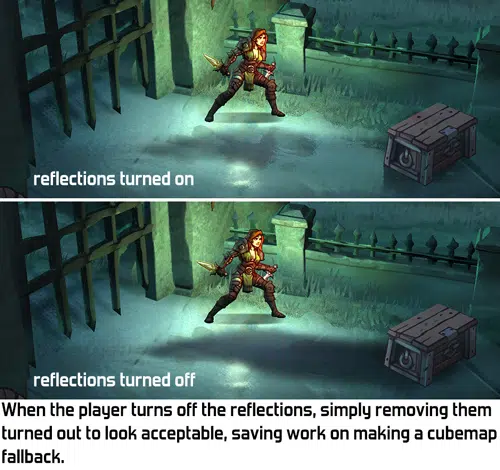 reflections turned on
reflections turned off
When the player turns off the reflections, simply removing them
turned out to look acceptable, saving work on making a cubemap
fallback.